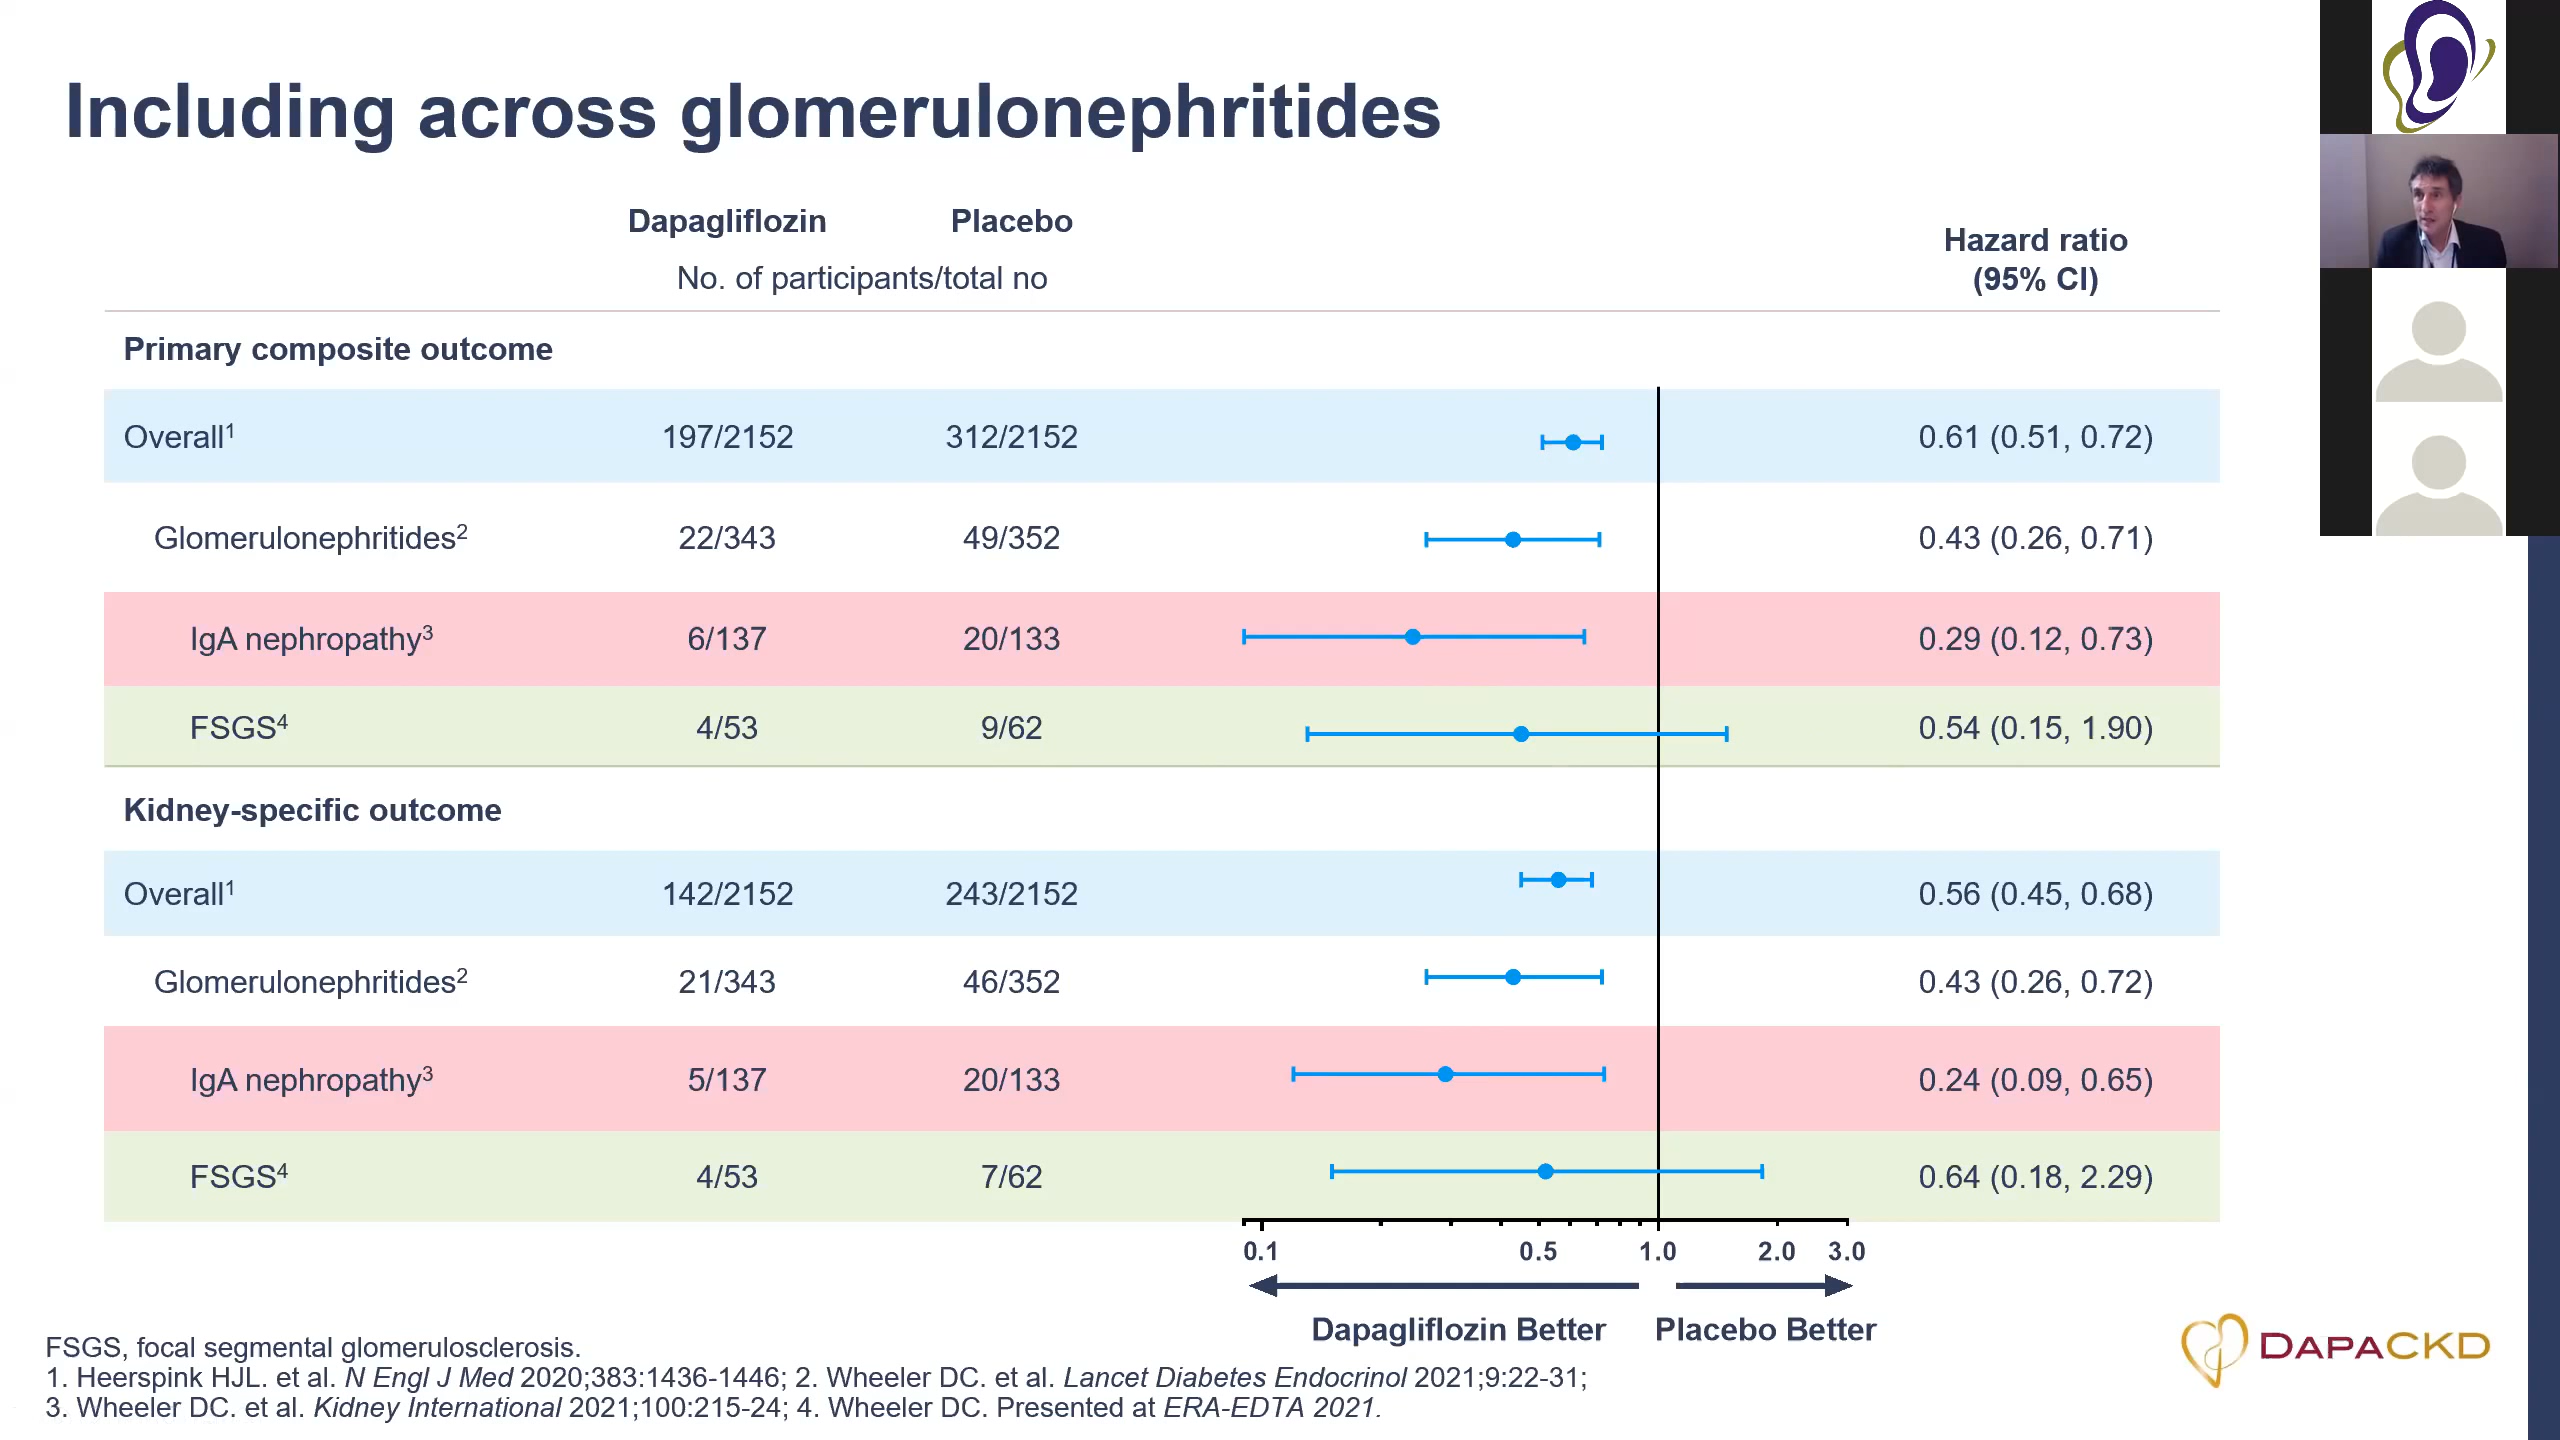 Including across glomerulonephritides
Dapagliflozin Placebo
No. of participants/total no
Hazard ratio
(95% CI)
Primary composite outcome
Overall¹ 197/2152 312/2152 0.61 (0.51, 0.72)
Glomerulonephritides² 22/343 49/352 0.43 (0.26, 0.71)
IgA nephropathy³ 6/137 20/133 0.29 (0.12, 0.73)
FSGS⁴ 4/53 9/62 0.54 (0.15, 1.90)
Kidney-specific outcome
Overall¹ 142/2152 243/2152 0.56 (0.45, 0.68)
Glomerulonephritides² 21/343 46/352 0.43 (0.26, 0.72)
IgA nephropathy³ 5/137 20/133 0.24 (0.09, 0.65)
FSGS⁴ 4/53 7/62 0.64 (0.18, 2.29)
0.1 0.5 1.0 2.0 3.0
Dapagliflozin Better Placebo Better
FSGS, focal segmental glomerulosclerosis.
1. Heerspink HJL. et al. N Engl J Med 2020;383:1436-1446; 2. Wheeler DC. et al. Lancet Diabetes Endocrinol 2021;9:22-31;
3. Wheeler DC. et al. Kidney International 2021;100:215-24; 4. Wheeler DC. Presented at ERA-EDTA 2021.
DAPACKD